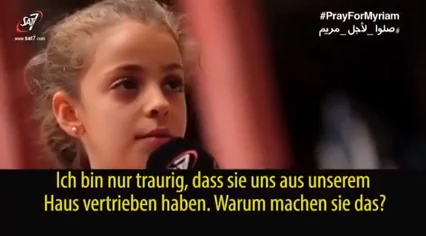 SAT7
www.sat7.com
#PrayForMyriam
#صلوا_لأجل_مريم
Ich bin nur traurig, dass sie uns aus unserem
Haus vertrieben haben. Warum machen sie das?